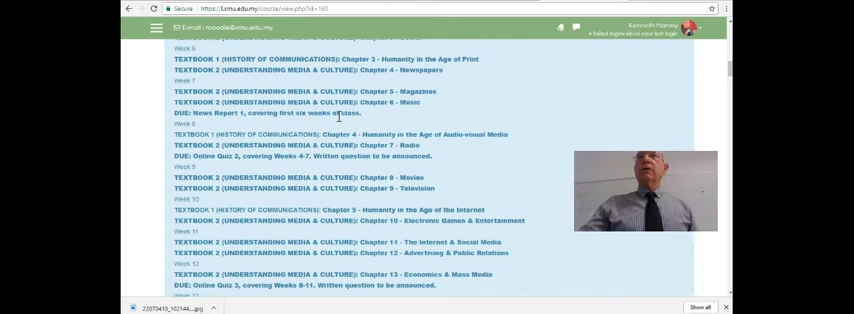 Secure
https://l.xmu.edu.my/course/view.php?id=160
E-mail : moodle@xmu.edu.my
Kenneth Harvey
4 Failed logins since your last login
Week 6
TEXTBOOK 1 (HISTORY OF COMMUNICATIONS): Chapter 3 - Humanity in the Age of Print
TEXTBOOK 2 (UNDERSTANDING MEDIA & CULTURE): Chapter 4 - Newspapers
Week 7
TEXTBOOK 2 (UNDERSTANDING MEDIA & CULTURE): Chapter 5 - Magazines
TEXTBOOK 2 (UNDERSTANDING MEDIA & CULTURE): Chapter 6 - Music
DUE: News Report 1, covering first six weeks of class.
Week 8
TEXTBOOK 1 (HISTORY OF COMMUNICATIONS): Chapter 4 - Humanity in the Age of Audio-visual Media
TEXTBOOK 2 (UNDERSTANDING MEDIA & CULTURE): Chapter 7 - Radio
DUE: Online Quiz 2, covering Weeks 4-7. Written question to be announced.
Week 9
TEXTBOOK 2 (UNDERSTANDING MEDIA & CULTURE): Chapter 8 - Movies
TEXTBOOK 2 (UNDERSTANDING MEDIA & CULTURE): Chapter 9 - Television
Week 10
TEXTBOOK 1 (HISTORY OF COMMUNICATIONS): Chapter 5 - Humanity in the Age of the Internet
TEXTBOOK 2 (UNDERSTANDING MEDIA & CULTURE): Chapter 10 - Electronic Games & Entertainment
Week 11
TEXTBOOK 2 (UNDERSTANDING MEDIA & CULTURE): Chapter 11 - The Internet & Social Media
TEXTBOOK 2 (UNDERSTANDING MEDIA & CULTURE): Chapter 12 - Advertising & Public Relations
Week 12
TEXTBOOK 2 (UNDERSTANDING MEDIA & CULTURE): Chapter 13 - Economics & Mass Media
DUE: Online Quiz 3, covering Weeks 8-11. Written question to be announced.
22070410_102144....jpg
Show all